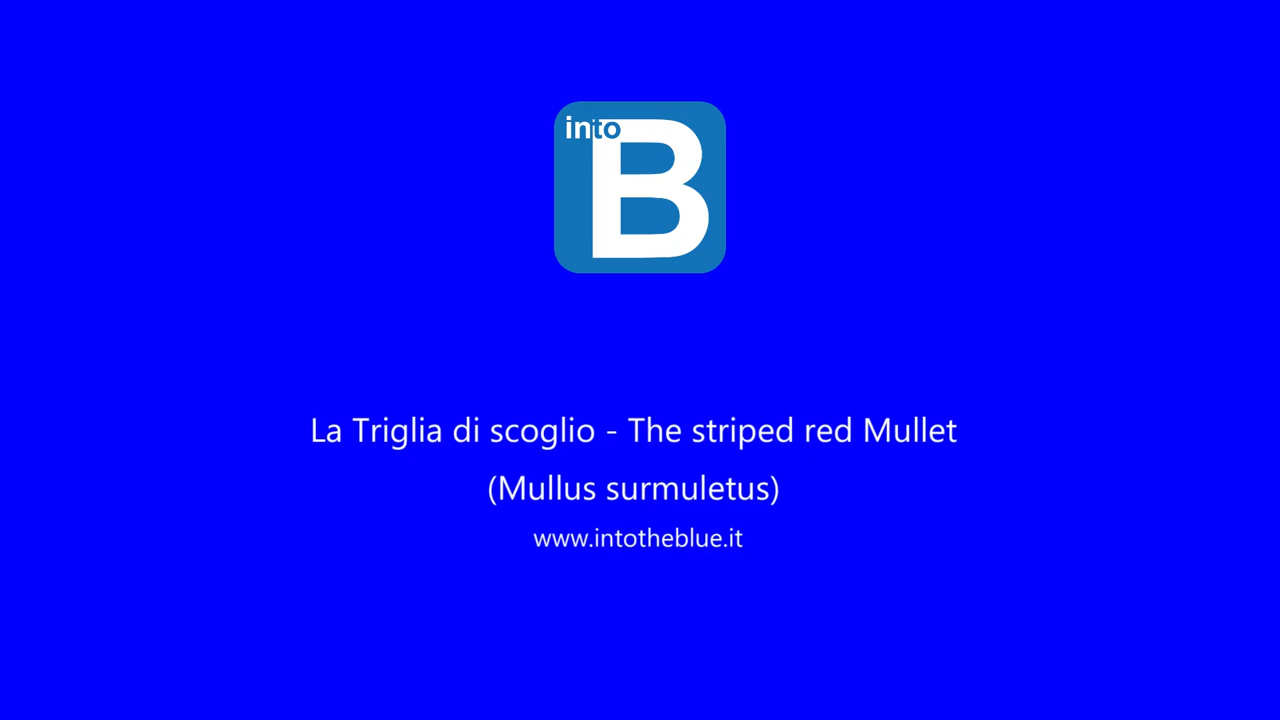 into
B
La Triglia di scoglio - The striped red Mullet
(Mullus surmuletus)
www.intotheblue.it